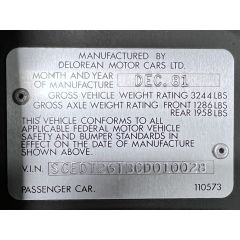 MANUFACTURED BY
DELOREAN MOTOR CARS LTD.
MONTH AND YEAR
OF MANUFACTURE DEC. 81
GROSS VEHICLE WEIGHT RATING 3244 LBS
GROSS AXLE WEIGHT RATING FRONT 1286 LBS
REAR 1958 LBS
THIS VEHICLE CONFORMS TO ALL
APPLICABLE FEDERAL MOTOR VEHICLE
SAFETY AND BUMPER STANDARDS IN
EFFECT ON THE DATE OF MANUFACTURE
SHOWN ABOVE.
V.I.N.
PASSENGER CAR. 110573